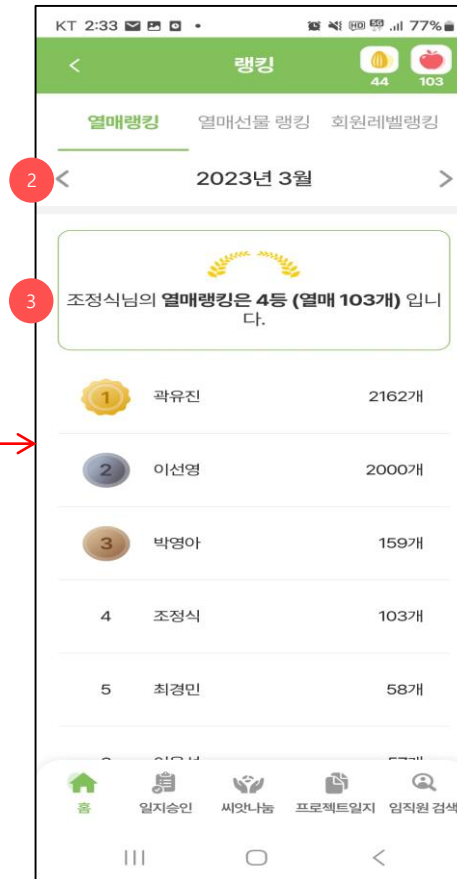 KT 2:33 77%
랭킹
44 103
열매랭킹 열매선물 랭킹 회원레벨랭킹
2
2023년 3월
3
조정식님의 열매랭킹은 4등 (열매 103개) 입니
다.
1 곽유진 2162개
2 이선영 2000개
3 박영아 159개
4 조정식 103개
5 최경민 58개
홈 일지승인 씨앗나눔 프로젝트일지 임직원 검색